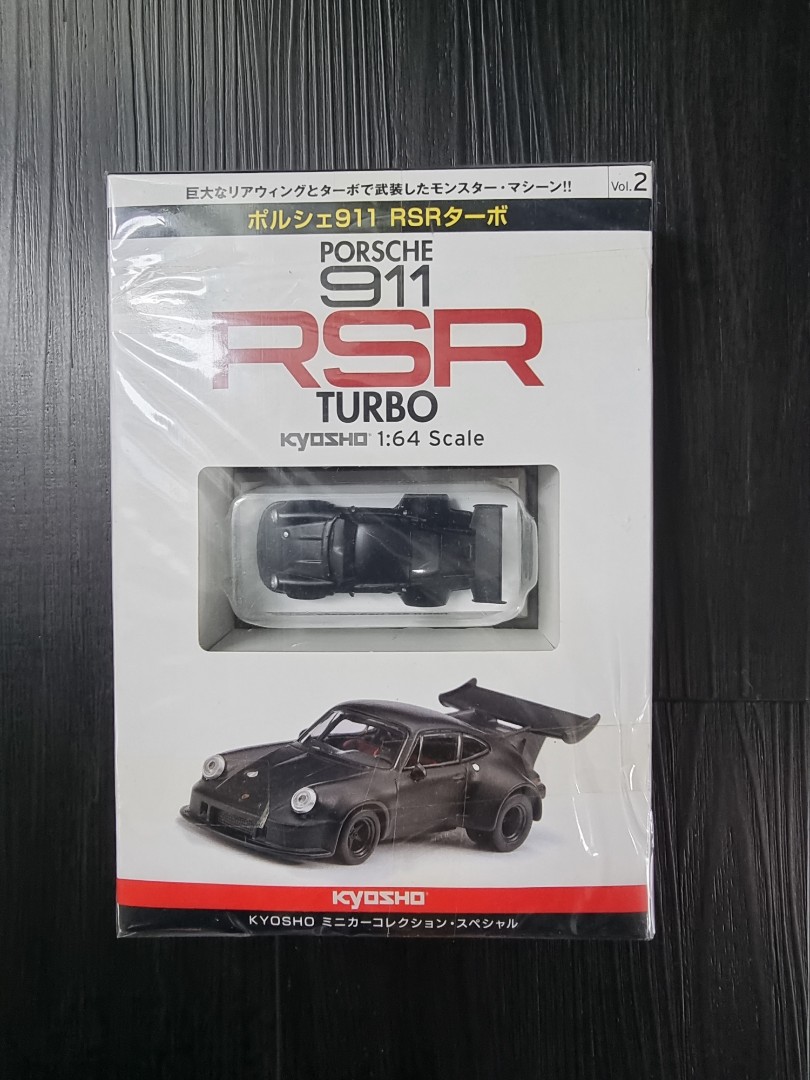 巨大なリアウィングとターボで武装したモンスター・マシーン!!
Vol.2
ポルシェ911 RSRターボ
PORSCHE
911
RSR
TURBO
KYOSHO 1:64 Scale
KYOSHO
KYOSHO ミニカーコレクション・スペシャル